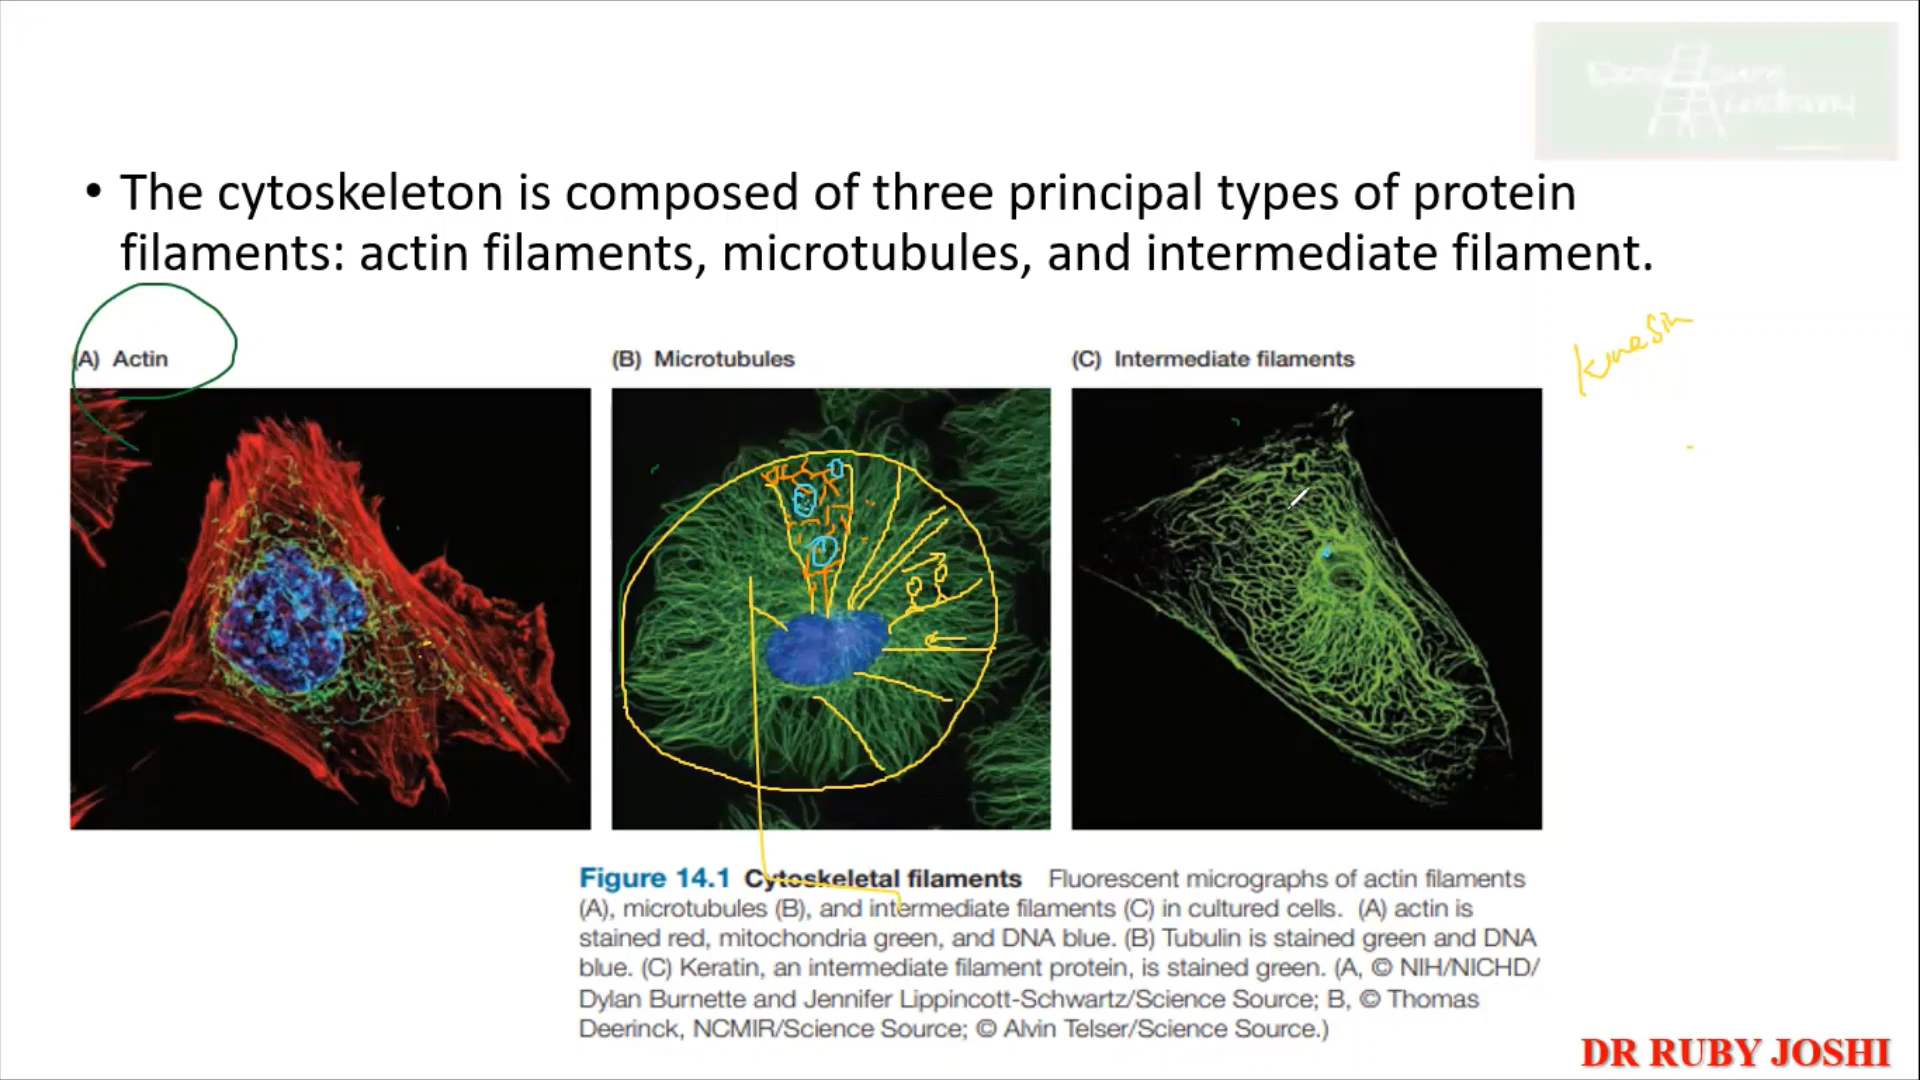 • The cytoskeleton is composed of three principal types of protein
filaments: actin filaments, microtubules, and intermediate filament.
(A) Actin
(B) Microtubules
(C) Intermediate filaments
kinesin
Figure 14.1 Cytoskeletal filaments Fluorescent micrographs of actin filaments
(A), microtubules (B), and intermediate filaments (C) in cultured cells. (A) actin is
stained red, mitochondria green, and DNA blue. (B) Tubulin is stained green and DNA
blue. (C) Keratin, an intermediate filament protein, is stained green. (A, © NIH/NICHD/
Dylan Burnette and Jennifer Lippincott-Schwartz/Science Source; B, © Thomas
Deerinck, NCMIR/Science Source; © Alvin Telser/Science Source.)
DR RUBY JOSHI